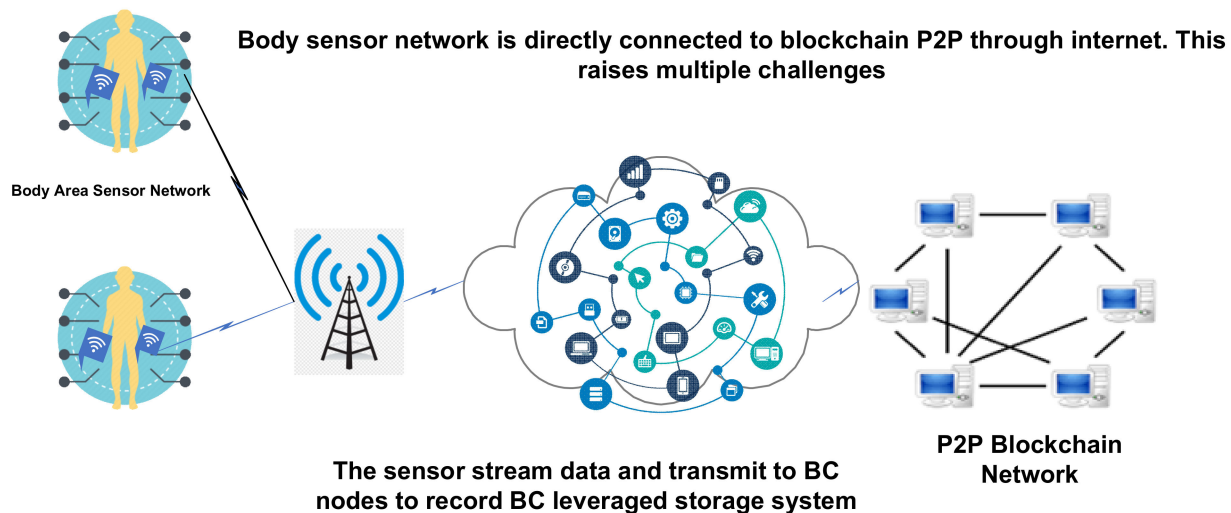 Body sensor network is directly connected to blockchain P2P through internet. This
raises multiple challenges
Body Area Sensor Network
P2P Blockchain
Network
The sensor stream data and transmit to BC
nodes to record BC leveraged storage system